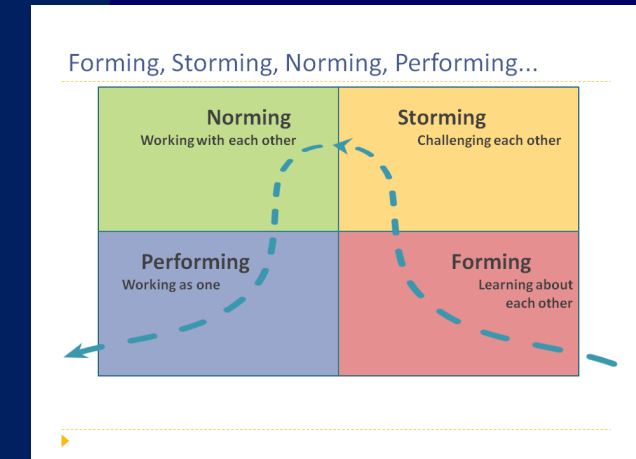 Forming, Storming, Norming, Performing...
Norming
Working with each other
Storming
Challenging each other
Performing
Working as one
Forming
Learning about
each other